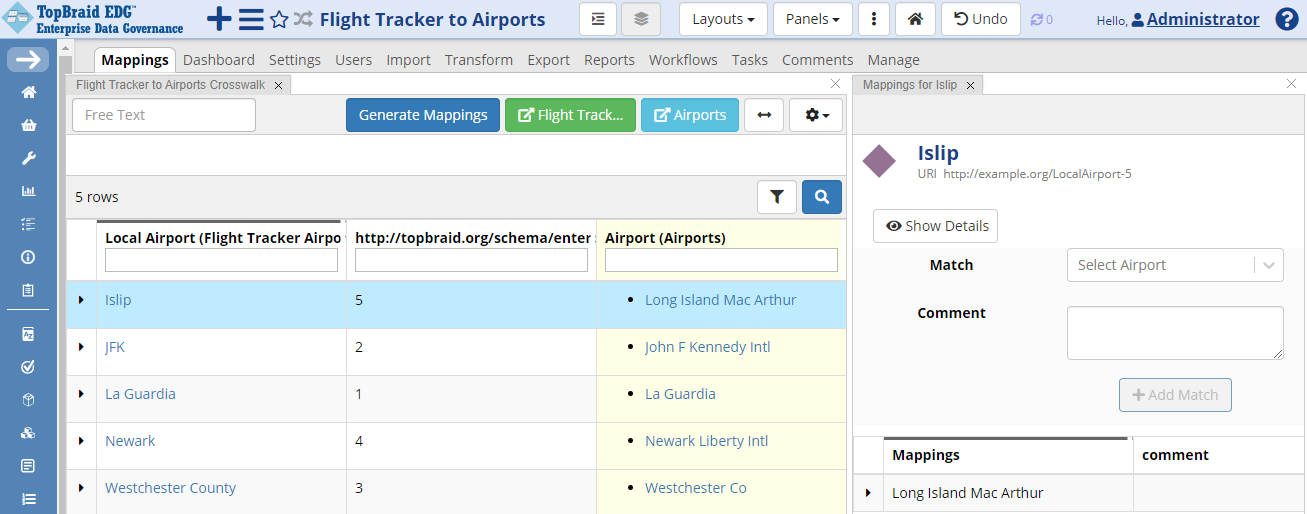 TopBraid EDG
Enterprise Data Governance
Flight Tracker to Airports
Layouts
Panels
Undo
0
Hello, Administrator
?
Mappings Dashboard Settings Users Import Transform Export Reports Workflows Tasks Comments Manage
Flight Tracker to Airports Crosswalk
Free Text
Generate Mappings
Flight Track...
Airports
5 rows
Local Airport (Flight Tracker Airpo
http://topbraid.org/schema/enter
Airport (Airports)
Islip 5 • Long Island Mac Arthur
JFK 2 • John F Kennedy Intl
La Guardia 1 • La Guardia
Newark 4 • Newark Liberty Intl
Westchester County 3 • Westchester Co
Mappings for Islip
Islip
URI http://example.org/LocalAirport-5
Show Details
Match Select Airport
Comment
+ Add Match
Mappings comment
Long Island Mac Arthur